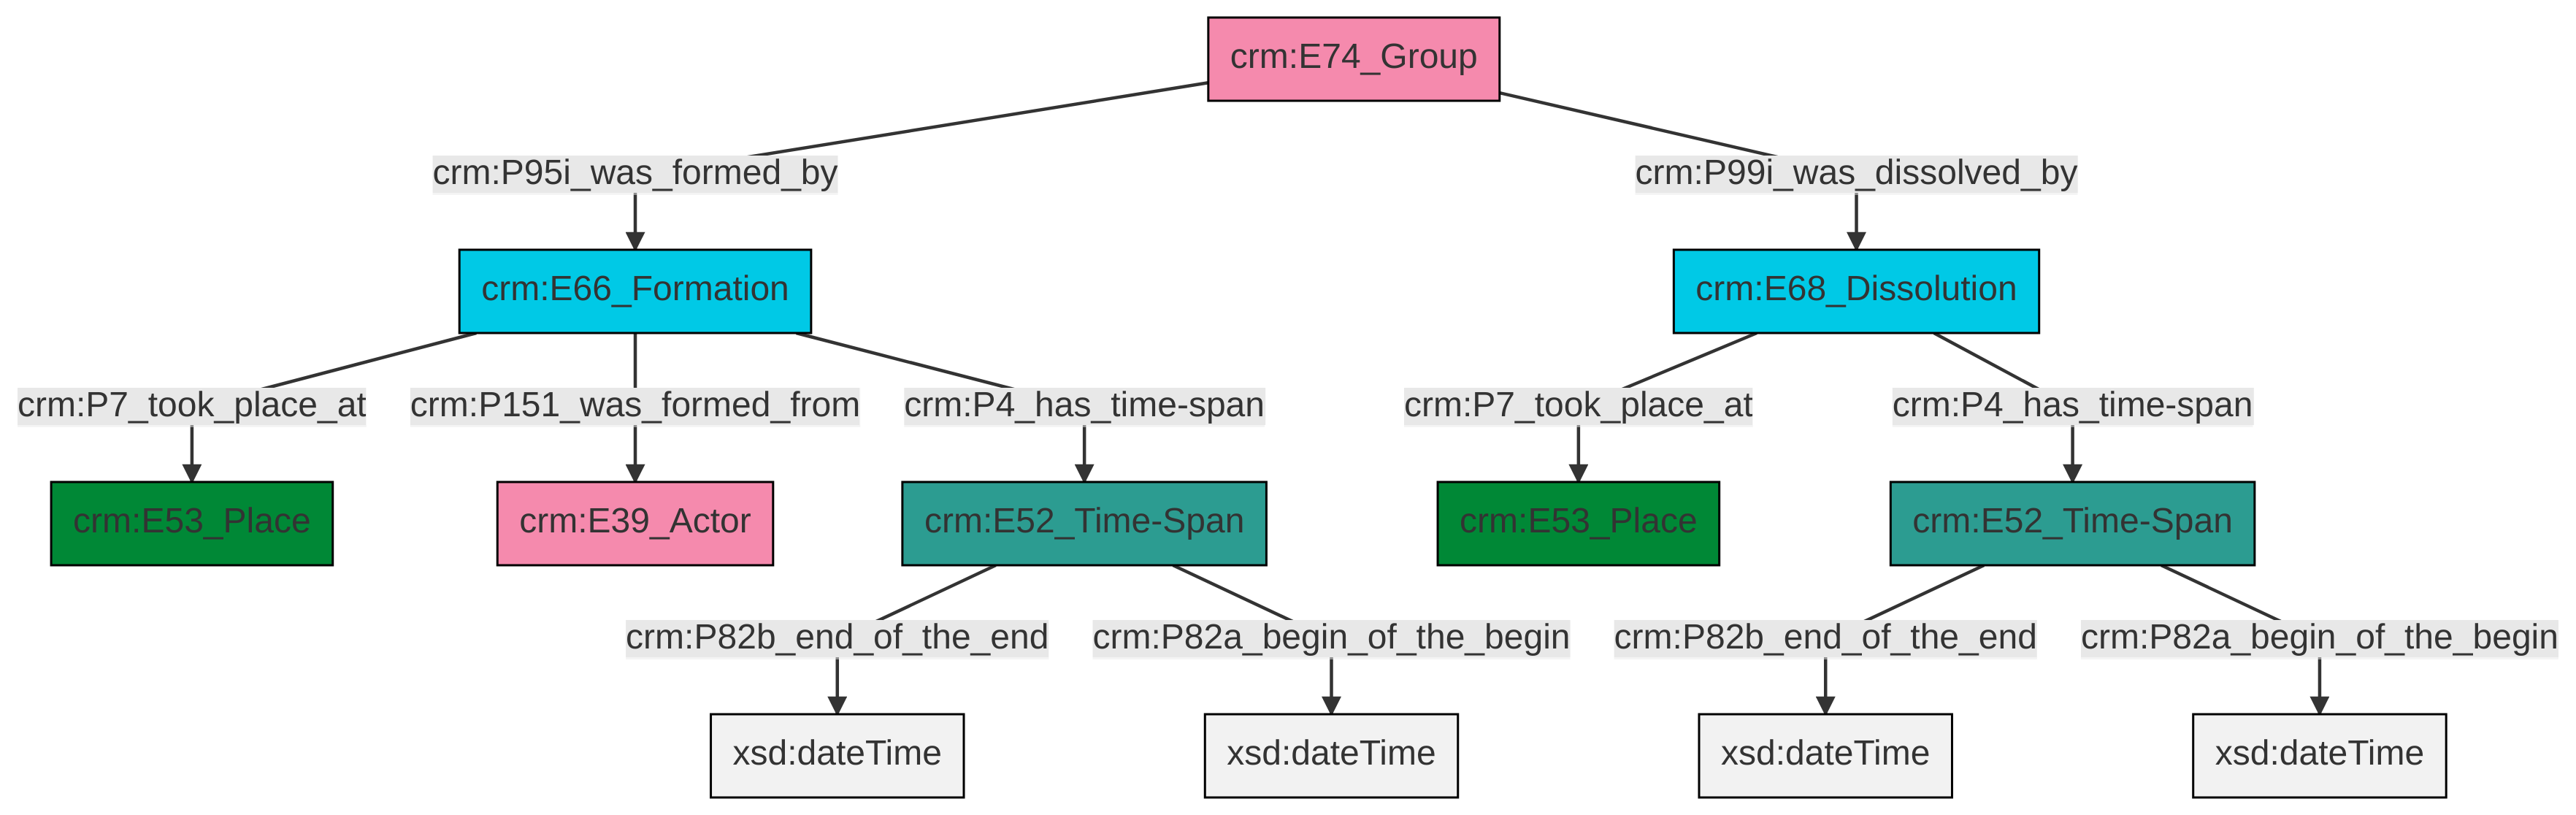 crm:E74_Group
crm:P95i_was_formed_by
crm:P99i_was_dissolved_by
crm:E66_Formation
crm:E68_Dissolution
crm:P7_took_place_at
crm:P151_was_formed_from
crm:P4_has_time-span
crm:P7_took_place_at
crm:P4_has_time-span
crm:E53_Place
crm:E39_Actor
crm:E52_Time-Span
crm:E53_Place
crm:E52_Time-Span
crm:P82b_end_of_the_end
crm:P82a_begin_of_the_begin
crm:P82b_end_of_the_end
crm:P82a_begin_of_the_begin
xsd:dateTime
xsd:dateTime
xsd:dateTime
xsd:dateTime